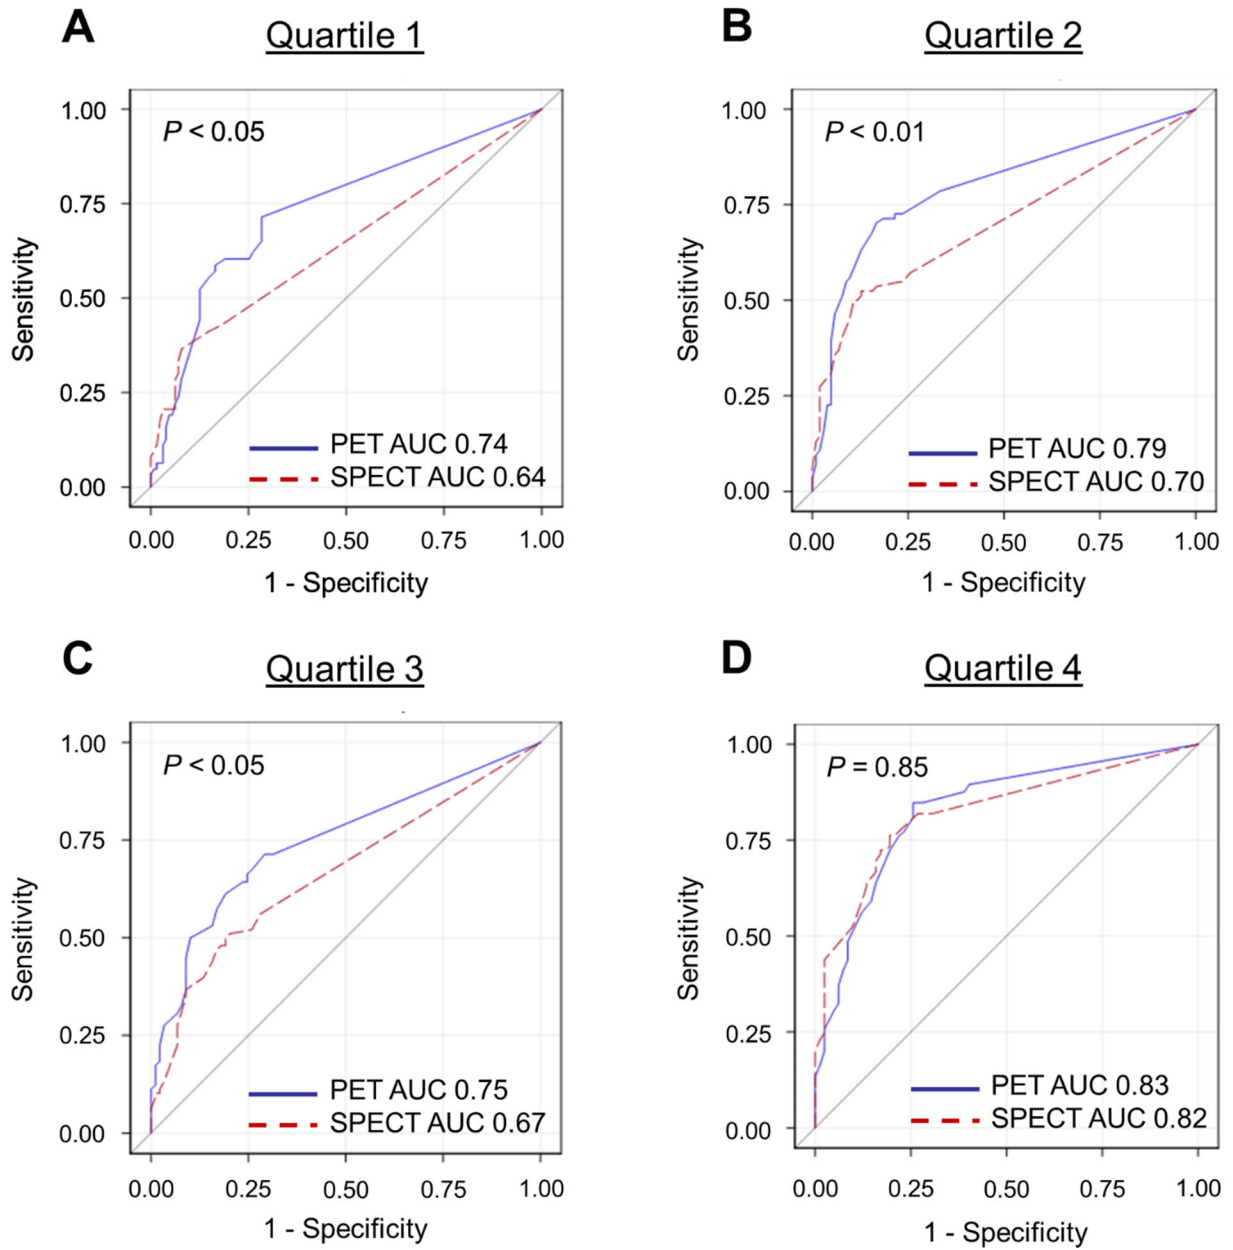 A
Quartile 1
1.00
0.75
0.50
0.25
0.00
Sensitivity
P < 0.05
PET AUC 0.74
SPECT AUC 0.64
0.00 0.25 0.50 0.75 1.00
1 - Specificity
B
Quartile 2
1.00
0.75
0.50
0.25
0.00
Sensitivity
P < 0.01
PET AUC 0.79
SPECT AUC 0.70
0.00 0.25 0.50 0.75 1.00
1 - Specificity
C
Quartile 3
1.00
0.75
0.50
0.25
0.00
Sensitivity
P < 0.05
PET AUC 0.75
SPECT AUC 0.67
0.00 0.25 0.50 0.75 1.00
1 - Specificity
D
Quartile 4
1.00
0.75
0.50
0.25
0.00
Sensitivity
P = 0.85
PET AUC 0.83
SPECT AUC 0.82
0.00 0.25 0.50 0.75 1.00
1 - Specificity